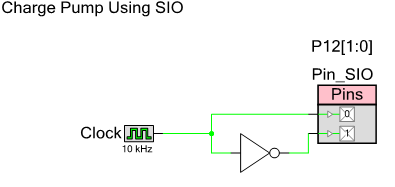 Charge Pump Using SIO
P12[1:0]
Pin_SIO
Pins
0
Clock
1
10 kHz